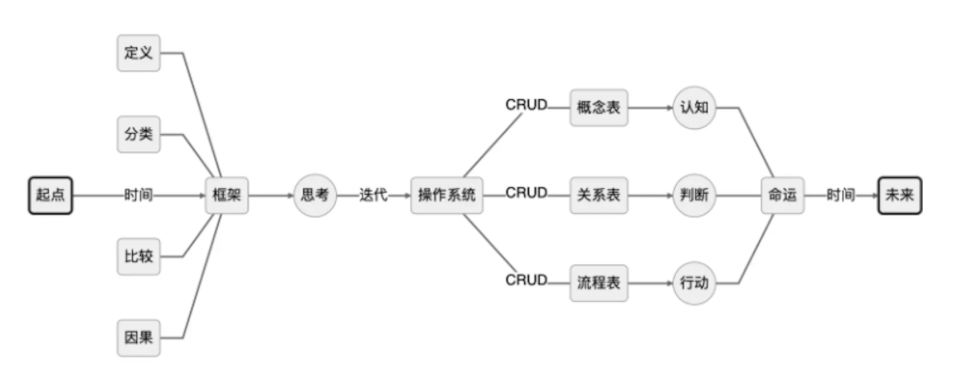 定义
分类
起点
时间
框架
思考
迭代
操作系统
比较
因果
CRUD
概念表
认知
CRUD
关系表
判断
CRUD
流程表
行动
命运
时间
未来